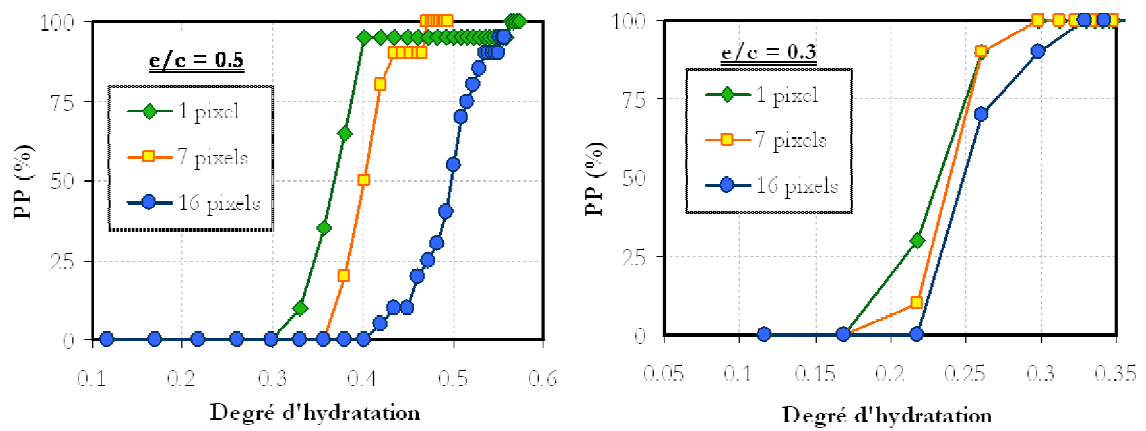 100
75
50
25
0
PP (%)
e/c = 0.5
1 pixel
7 pixels
16 pixels
0.1 0.2 0.3 0.4 0.5 0.6
Degré d'hydratation
100
75
50
25
0
PP (%)
e/c = 0.3
1 pixel
7 pixels
16 pixels
0.05 0.1 0.15 0.2 0.25 0.3 0.35
Degré d'hydratation